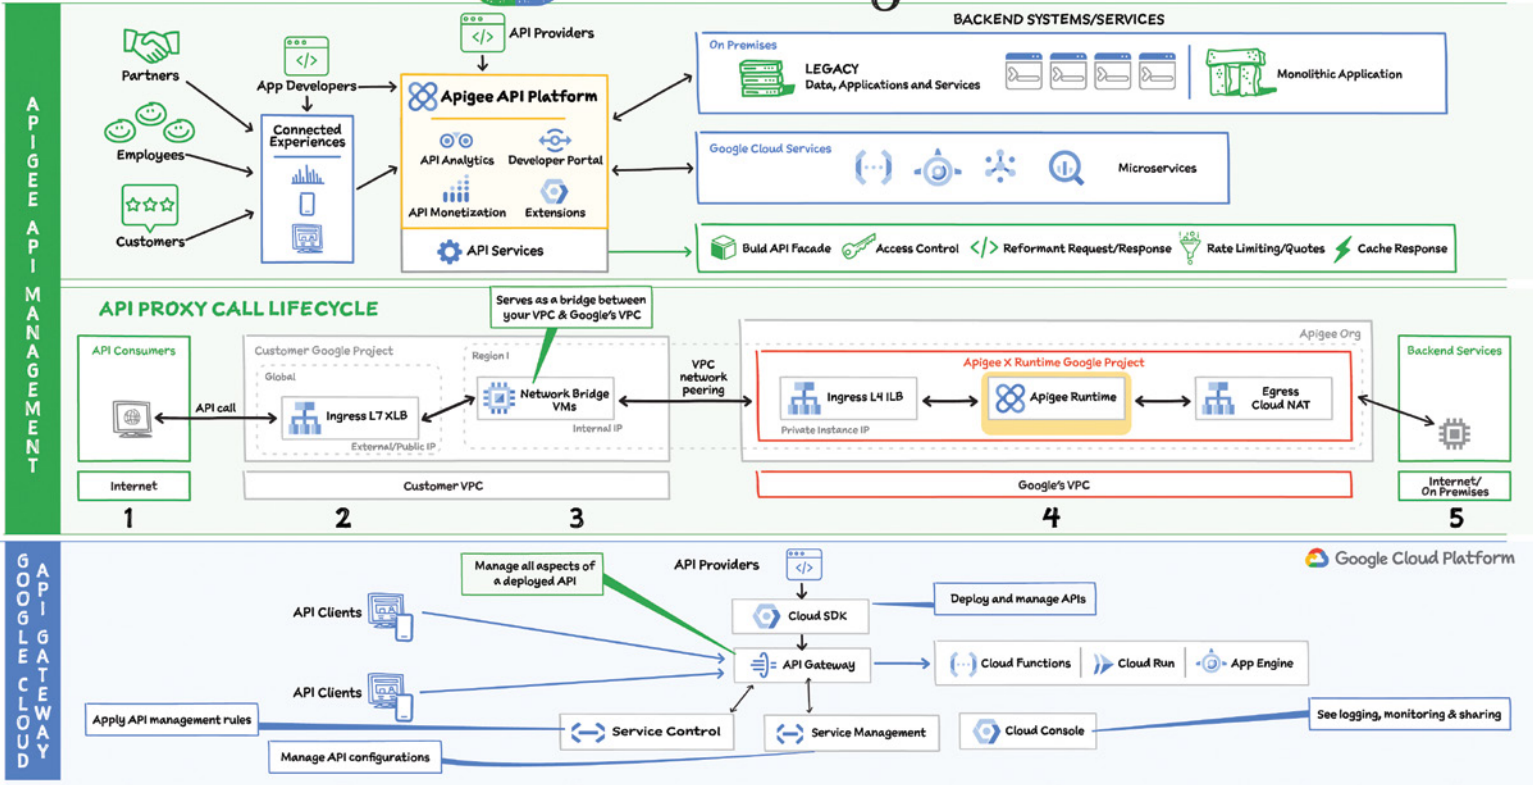 APIGEE API MANAGEMENT
BACKEND SYSTEMS/SERVICES
Partners
Employees
Customers
App Developers
API Providers
Connected
Experiences
Apigee API Platform
API Analytics
Developer Portal
API Monetization
Extensions
API Services
On Premises
LEGACY
Data, Applications and Services
Monolithic Application
Google Cloud Services
Microservices
Buld API Facade
Access Control
Reformant Request/Response
Rate Limiting/Quotes
Cache Response
API PROXY CALL LIFECYCLE
Serves as a bridge between
your VPC & Google's VPC
API Consumers
API call
Customer Google Project
Global
Ingress L7 XLB
External/Public IP
Region I
Network Bridge
VMs
Internal IP
VPC
network
peering
Apigee Org
Apigee X Runtime Google Project
Ingress L4 ILB
Private Instance IP
Apigee Runtime
Egress
Cloud NAT
Backend Services
Internet
Customer VPC
Google's VPC
Internet/
On Premises
1
2
3
4
5
GOOGLE CLOUD
API GATEWAY
Google Cloud Platform
Manage all aspects of
a deployed API
API Providers
API Clients
Cloud SDK
Deploy and manage APIs
API Gateway
Cloud Functions
Cloud Run
App Engine
API Clients
Apply API management rules
Service Control
Service Management
Cloud Console
See logging, monitoring & sharing
Manage API configurations